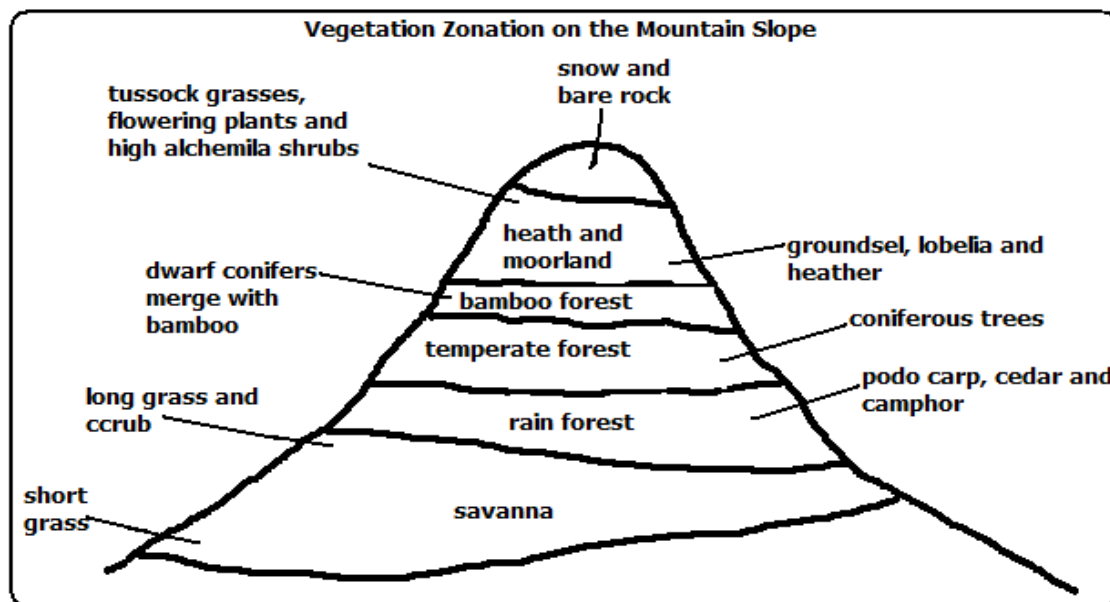 Vegetation Zonation on the Mountain Slope
snow and
bare rock
tussock grasses,
flowering plants and
high alchemila shrubs
heath and
moorland
groundsel, lobelia and
heather
dwarf conifers
merge with
bamboo
bamboo forest
coniferous trees
temperate forest
podo carp, cedar and
camphor
long grass and
ccrub
rain forest
short
grass
savanna